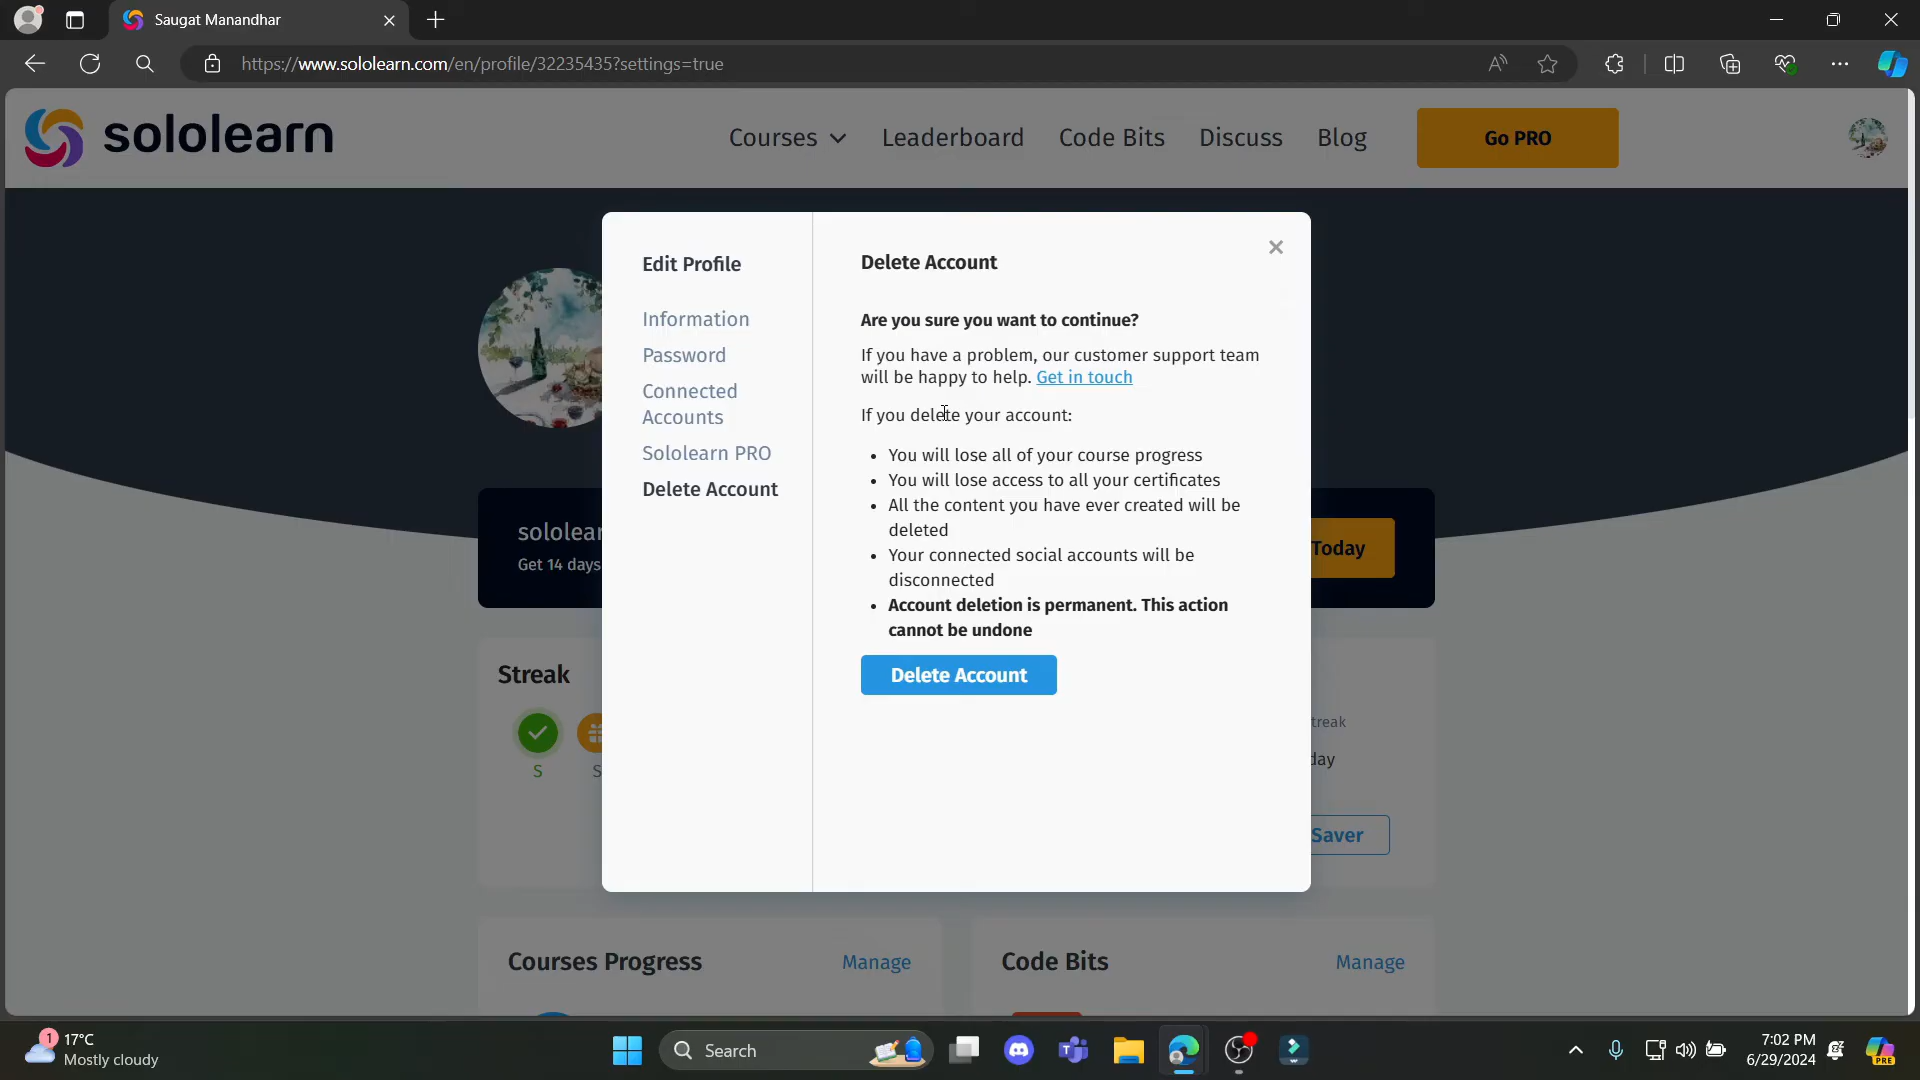 Saugat Manandhar
https://www.sololearn.com/en/profile/32235435?settings=true
sololearn
Courses
Leaderboard
Code Bits
Discuss
Blog
Go PRO
Edit Profile
Information
Password
Connected
Accounts
Sololearn PRO
Delete Account
Delete Account
Are you sure you want to continue?
If you have a problem, our customer support team
will be happy to help. Get in touch
If you delete your account:
• You will lose all of your course progress
• You will lose access to all your certificates
• All the content you have ever created will be
deleted
• Your connected social accounts will be
disconnected
• Account deletion is permanent. This action
cannot be undone
Delete Account
Get 14 days
Today
Streak
S
S
Saver
Courses Progress
Manage
Code Bits
Manage
1
17°C
Mostly cloudy
Search
PRE
7:02 PM
6/29/2024